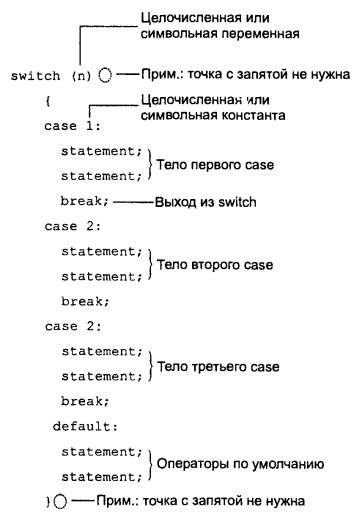 Целочисленная или
символьная переменная
switch (n) Прим.: точка с запятой не нужна
{ Целочисленная или
символьная константа
case 1:
statement;
statement; Тело первого case
break; Выход из switch
case 2:
statement;
statement; Тело второго case
break;
case 2:
statement;
statement; Тело третьего case
break;
default:
statement;
statement; Операторы по умолчанию
} Прим.: точка с запятой не нужна